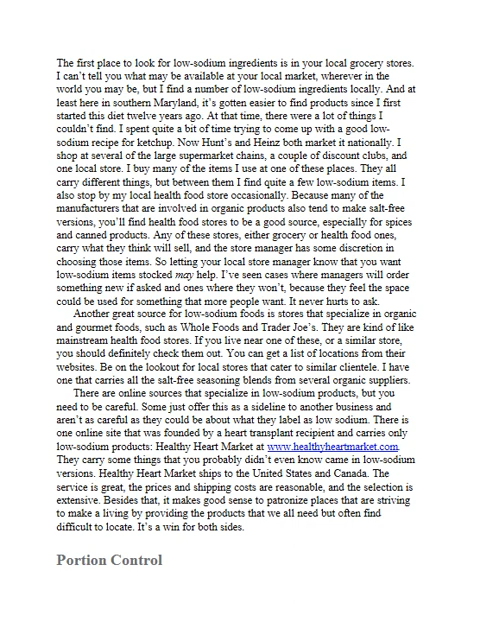 The first place to look for low-sodium ingredients is in your local grocery stores.
I can't tell you what may be available at your local market, wherever in the
world you may be, but I find a number of low-sodium ingredients locally. And at
least here in southern Maryland, it's gotten easier to find products since I first
started this diet twelve years ago. At that time, there were a lot of things I
couldn't find. I spent quite a bit of time trying to come up with a good low-
sodium recipe for ketchup. Now Hunt's and Heinz both market it nationally. I
shop at several of the large supermarket chains, a couple of discount clubs, and
one local store. I buy many of the items I use at one of these places. They all
carry different things, but between them I find quite a few low-sodium items. I
also stop by my local health food store occasionally. Because many of the
manufacturers that are involved in organic products also tend to make salt-free
versions, you'll find health food stores to be a good source, especially for spices
and canned products. Any of these stores, either grocery or health food ones,
carry what they think will sell, and the store manager has some discretion in
choosing those items. So letting your local store manager know that you want
low-sodium items stocked may help. I've seen cases where managers will order
something new if asked and ones where they won't, because they feel the space
could be used for something that more people want. It never hurts to ask.
Another great source for low-sodium foods is stores that specialize in organic
and gourmet foods, such as Whole Foods and Trader Joe's. They are kind of like
mainstream health food stores. If you live near one of these, or a similar store,
you should definitely check them out. You can get a list of locations from their
websites. Be on the lookout for local stores that cater to similar clientele. I have
one that carries all the salt-free seasoning blends from several organic suppliers.
There are online sources that specialize in low-sodium products, but you
need to be careful. Some just offer this as a sideline to another business and
aren't as careful as they could be about what they label as low sodium. There is
one online site that was founded by a heart transplant recipient and carries only
low-sodium products: Healthy Heart Market at www.healthyheartmarket.com.
They carry some things that you probably didn't even know came in low-sodium
versions. Healthy Heart Market ships to the United States and Canada. The
service is great, the prices and shipping costs are reasonable, and the selection is
extensive. Besides that, it makes good sense to patronize places that are striving
to make a living by providing the products that we all need but often find
difficult to locate. It's a win for both sides.
Portion Control